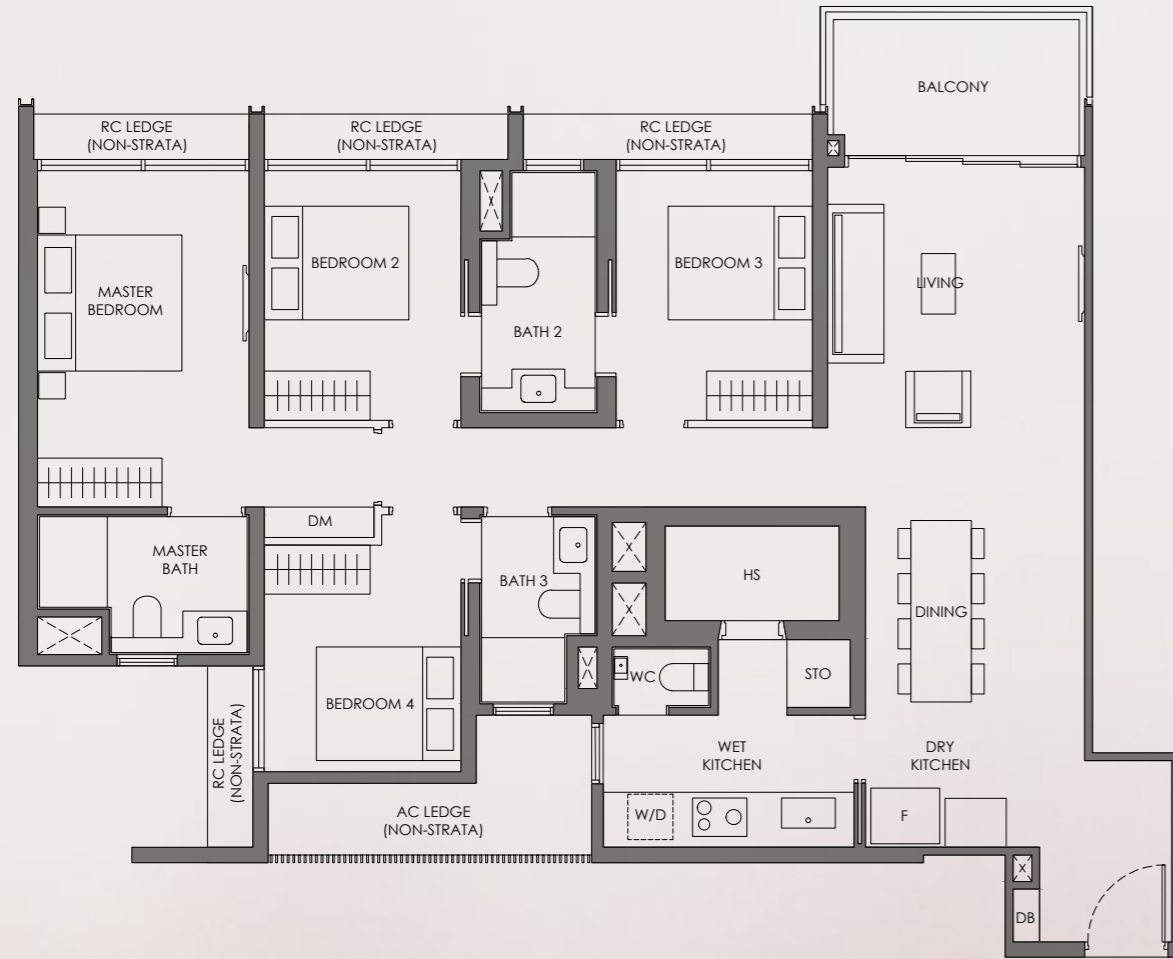 BALCONY
RC LEDGE
(NON-STRATA)
RC LEDGE
(NON-STRATA)
RC LEDGE
(NON-STRATA)
MASTER
BEDROOM
BEDROOM 2
BATH 2
BEDROOM 3
LIVING
DM
MASTER
BATH
BATH 3
X
X
HS
DINING
X
WC
STO
BEDROOM 4
RC LEDGE
(NON-STRATA)
WET
KITCHEN
DRY
KITCHEN
AC LEDGE
(NON-STRATA)
W/D
F
X
DB